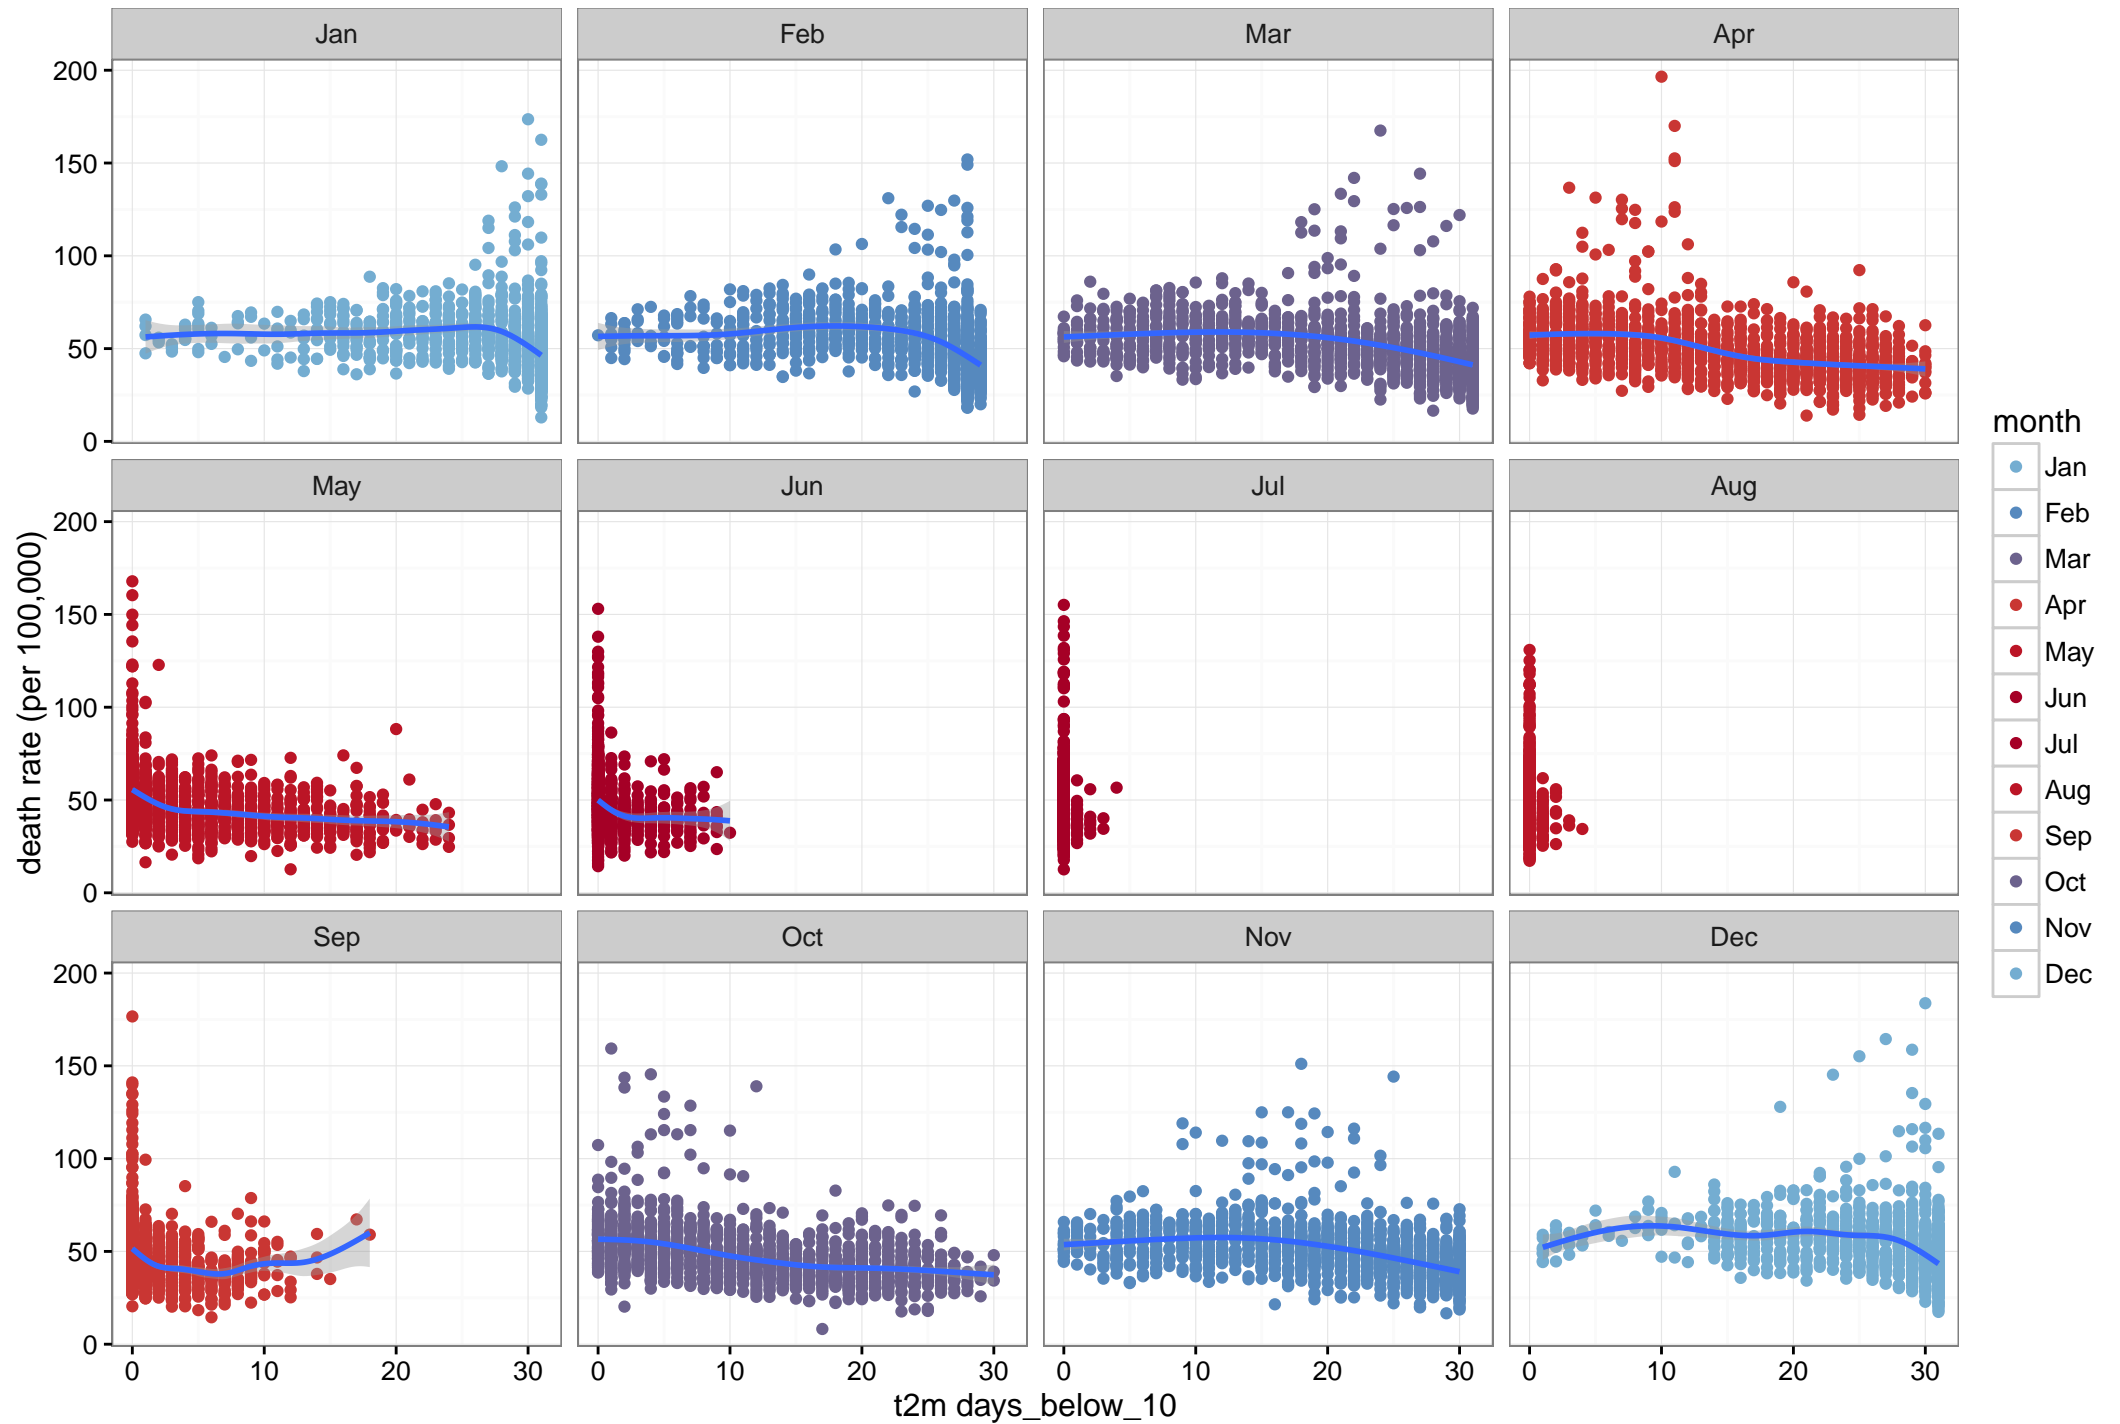 Jan Feb Mar Apr
200
150
100
50
0
May Jun Jul Aug
200
150
100
50
0
Sep Oct Nov Dec
200
150
100
50
0
0 10 20 30 0 10 20 30 0 10 20 30 0 10 20 30
t2m days_below_10
death rate (per 100,000)
month
Jan
Feb
Mar
Apr
May
Jun
Jul
Aug
Sep
Oct
Nov
Dec